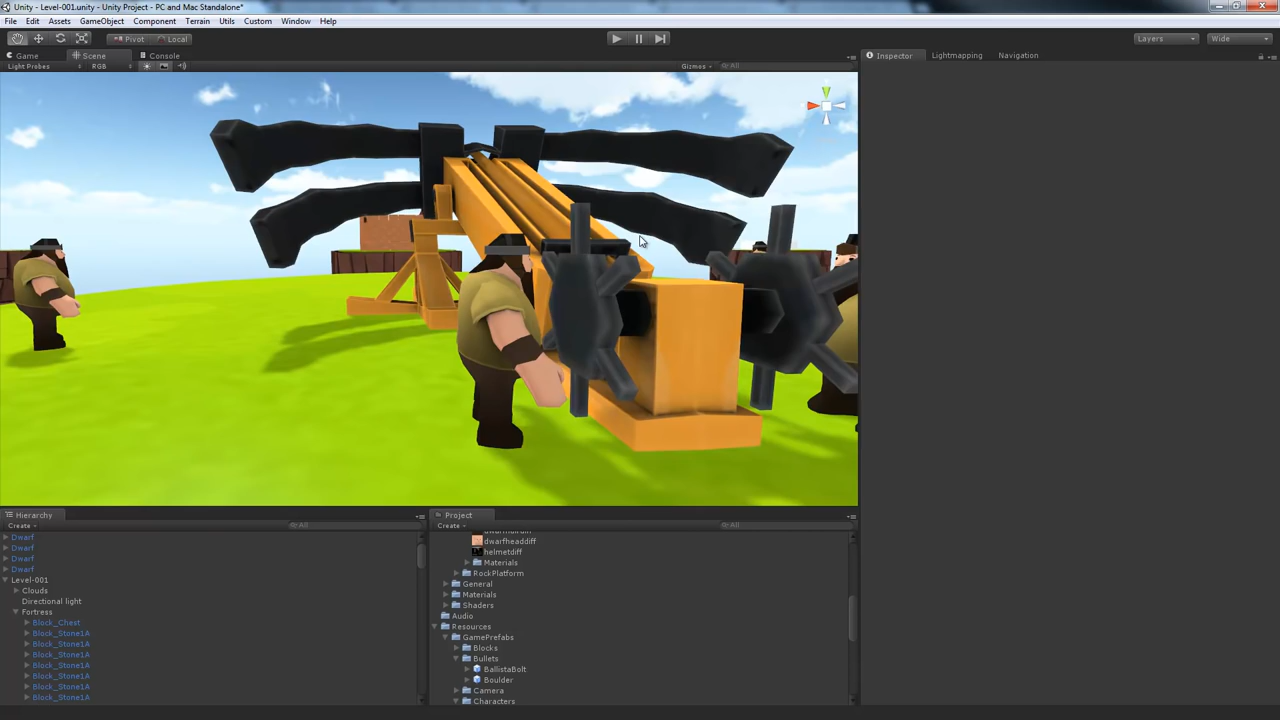 Unity - Level-001.unity - Unity Project - PC and Mac Standalone*
File Edit Assets GameObject Component Terrain Utils Custom Window Help
Pivot Local Layers Wide
Game Scene Console Inspector Lightmapping Navigation
Light Probes RGB Gizmos All
Hierarchy Project
Create All Create All
Dwarf
Dwarf
Dwarf
Dwarf
Level-001
Clouds
Directional light
Fortress
Block_Chest
Block_Stone1A
Block_Stone1A
Block_Stone1A
Block_Stone1A
Block_Stone1A
Block_Stone1A
Block_Stone1A
dwarfheaddiff
helmetdiff
Materials
RockPlatform
General
Materials
Shaders
Audio
Resources
GamePrefabs
Blocks
Bullets
BallistaBolt
Boulder
Camera
Characters